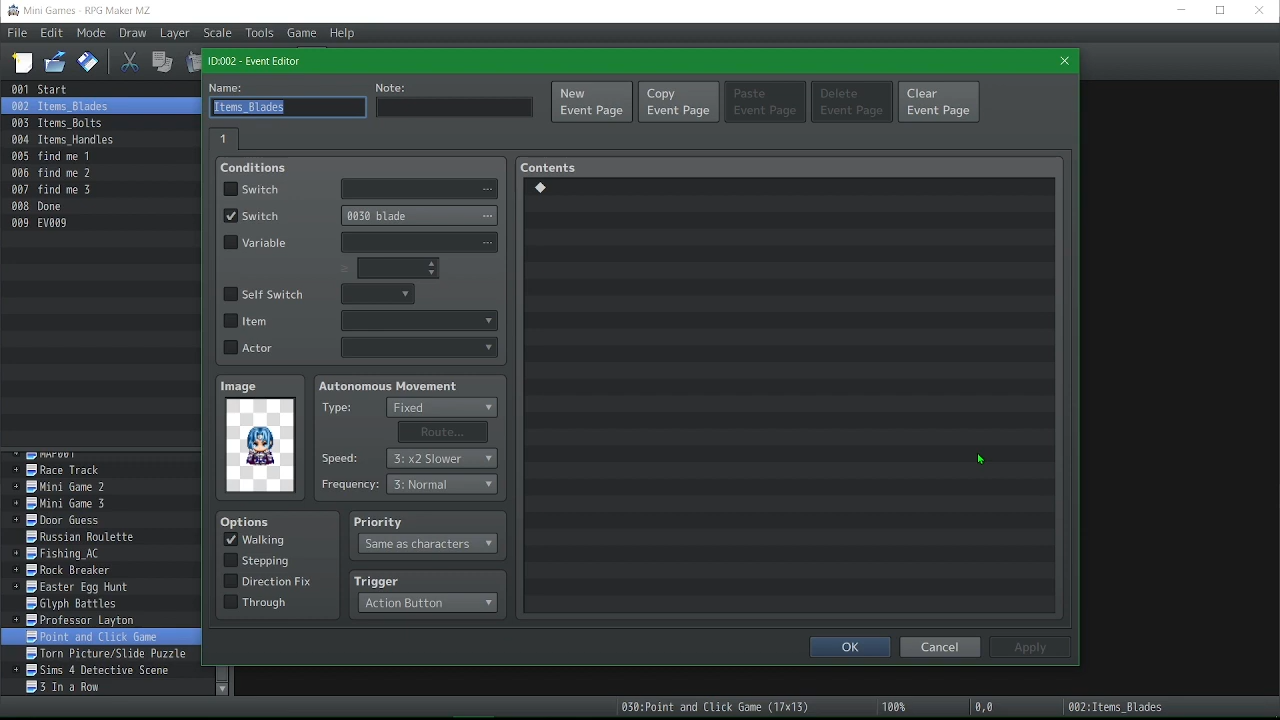 Mini Games - RPG Maker MZ
File Edit Mode Draw Layer Scale Tools Game Help
ID:002 - Event Editor
001 Start
002 Items_Blades
003 Items_Bolts
004 Items_Handles
005 find me 1
006 find me 2
007 find me 3
008 Done
009 EV009
MAP001
Race Track
Mini Game 2
Mini Game 3
Door Guess
Russian Roulette
Fishing_AC
Rock Breaker
Easter Egg Hunt
Glyph Battles
Professor Layton
Point and Click Game
Torn Picture/Slide Puzzle
Sims 4 Detective Scene
3 In a Row
Name:
Items_Blades
Note:
New Event Page
Copy Event Page
Paste Event Page
Delete Event Page
Clear Event Page
1
Conditions
Switch ...
Switch 0030 blade ...
Variable ...
≥
Self Switch
Item
Actor
Image
Autonomous Movement
Type: Fixed
Route...
Speed: 3: x2 Slower
Frequency: 3: Normal
Options
Walking
Stepping
Direction Fix
Through
Priority
Same as characters
Trigger
Action Button
Contents
OK Cancel Apply
030:Point and Click Game (17x13) 100% 0,0 002:Items_Blades